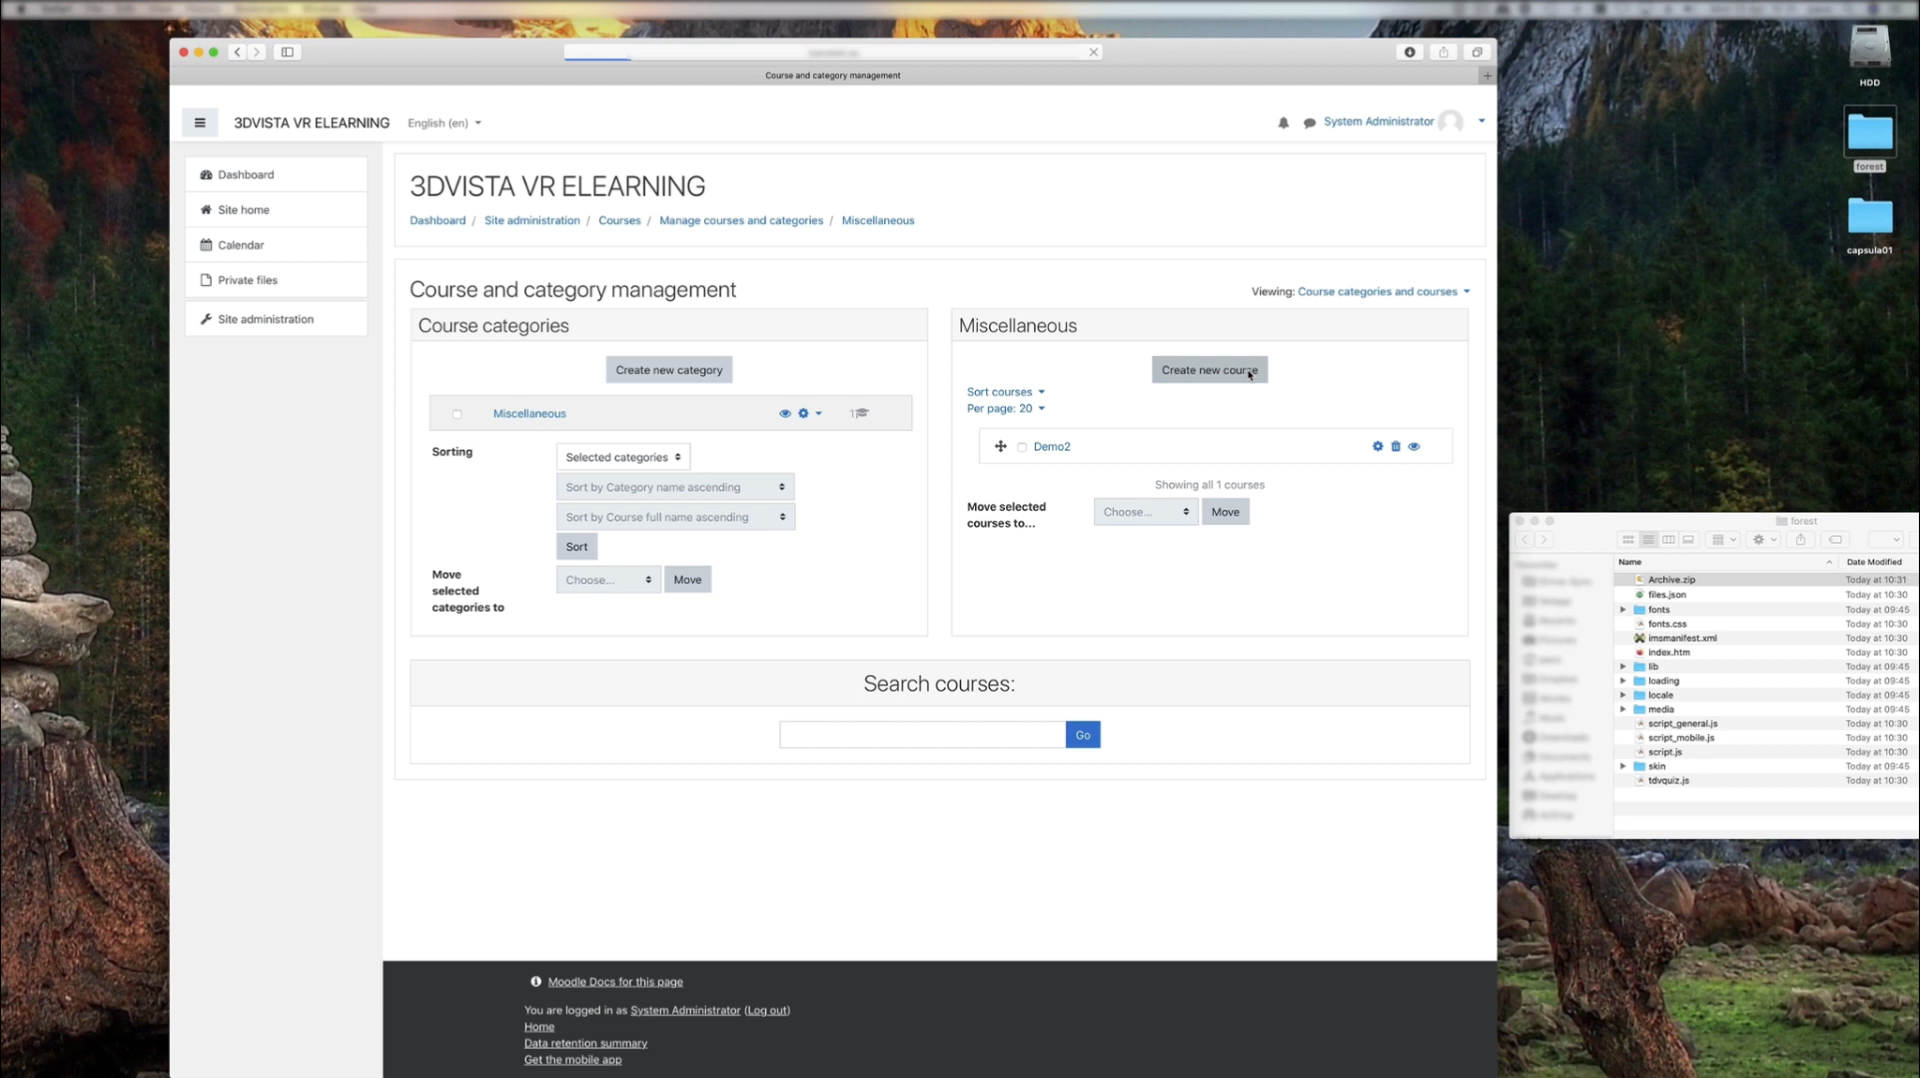 Course and category management
3DVISTA VR ELEARNING
English (en)
System Administrator
Dashboard
Site home
Calendar
Private files
Site administration
3DVISTA VR ELEARNING
Dashboard / Site administration / Courses / Manage courses and categories / Miscellaneous
Course and category management
Viewing: Course categories and courses
Course categories
Create new category
Miscellaneous
1
Sorting
Selected categories
Sort by Category name ascending
Sort by Course full name ascending
Sort
Move
selected
categories to
Choose...
Move
Miscellaneous
Create new course
Sort courses
Per page: 20
Demo2
Showing all 1 courses
Move selected
courses to...
Choose...
Move
Search courses:
Go
Moodle Docs for this page
You are logged in as System Administrator (Log out)
Home
Data retention summary
Get the mobile app
HDD
forest
capsula01
forest
Name
Date Modified
Archive.zip Today at 10:31
files.json Today at 10:30
fonts Today at 09:45
fonts.css Today at 10:30
imsmanifest.xml Today at 10:30
index.htm Today at 10:30
lib Today at 09:45
loading Today at 09:45
locale Today at 09:45
media Today at 09:45
script_general.js Today at 10:30
script_mobile.js Today at 10:30
script.js Today at 10:30
skin Today at 09:45
tdvquiz.js Today at 10:30